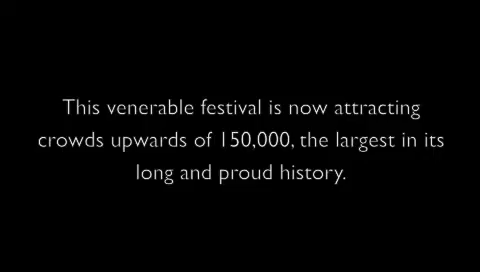 This venerable festival is now attracting
crowds upwards of 150,000, the largest in its
long and proud history.